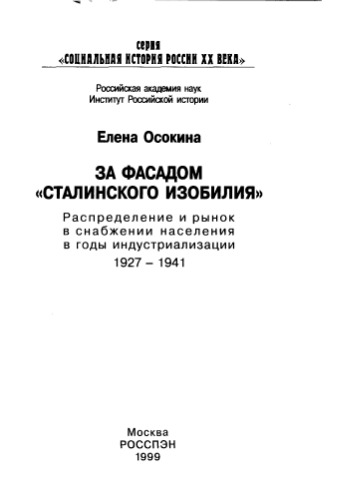 серия
«СОЦИАЛЬНАЯ ИСТОРИЯ РОССИИ XX ВЕКА»
Российская академия наук
Институт Российской истории
Елена Осокина
ЗА ФАСАДОМ
«СТАЛИНСКОГО ИЗОБИЛИЯ»
Распределение и рынок
в снабжении населения
в годы индустриализации
1927 – 1941
Москва
РОССПЭН
1999